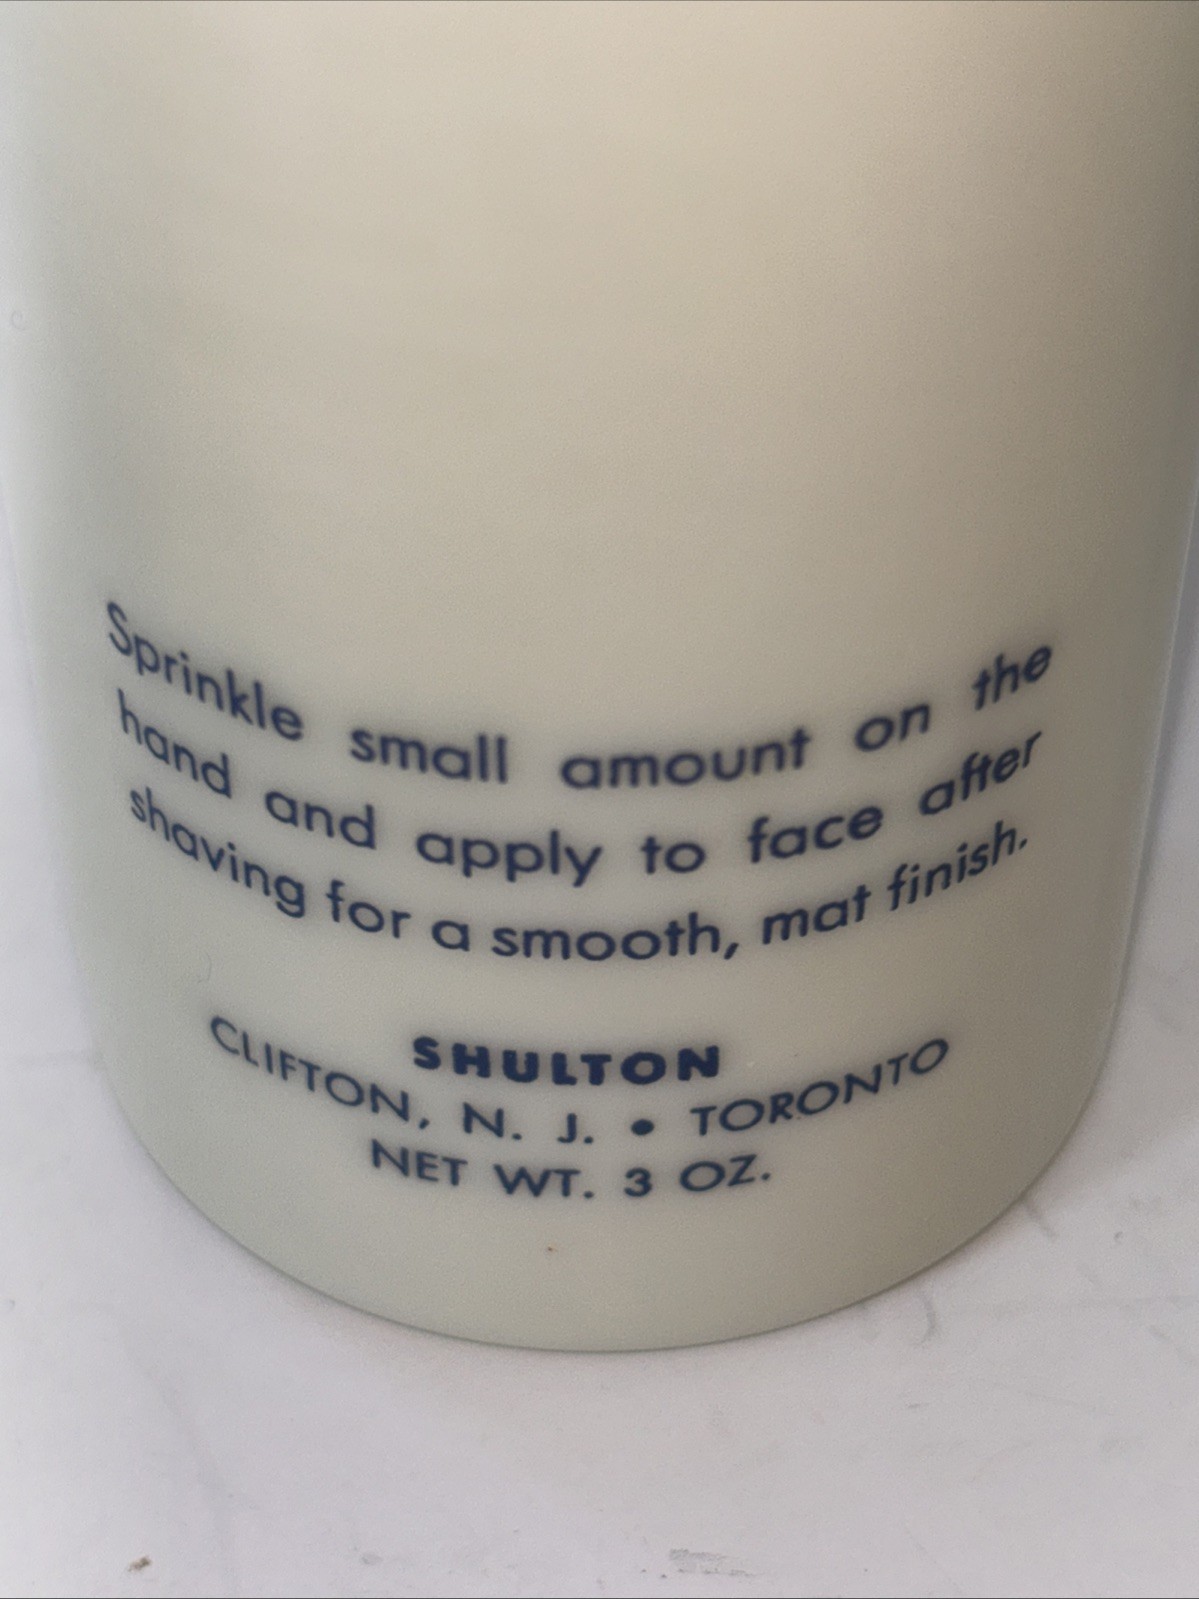 Sprinkle small amount on the
hand and apply to face after
shaving for a smooth, mat finish.
SHULTON
CLIFTON, N. J. • TORONTO
NET WT. 3 OZ.